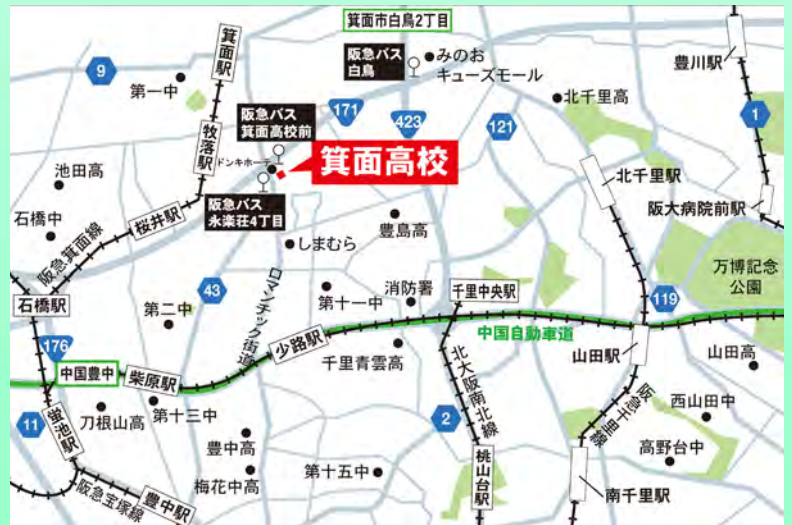 箕面市白鳥2丁目
箕面駅
阪急バス
白鳥
みのお
キューズモール
豊川駅
9
第一中
阪急バス
箕面高校前
171
423
121
北千里高
1
牧落駅
ドンキホーテ
箕面高校
池田高
北千里駅
阪大病院前駅
石橋中
桜井駅
阪急バス
永楽荘4丁目
豊島高
阪急箕面線
しまむら
万博記念
公園
石橋駅
43
ロマンチック街道
第十一中
消防署
千里中央駅
119
第二中
中国自動車道
176
少路駅
千里青雲高
山田駅
山田高
中国豊中
柴原駅
北大阪南北線
阪急千里線
11
蛍池駅
刀根山高
第十三中
2
西山田中
豊中高
高野台中
梅花中高
第十五中
桃山台駅
阪急宝塚線
豊中駅
南千里駅